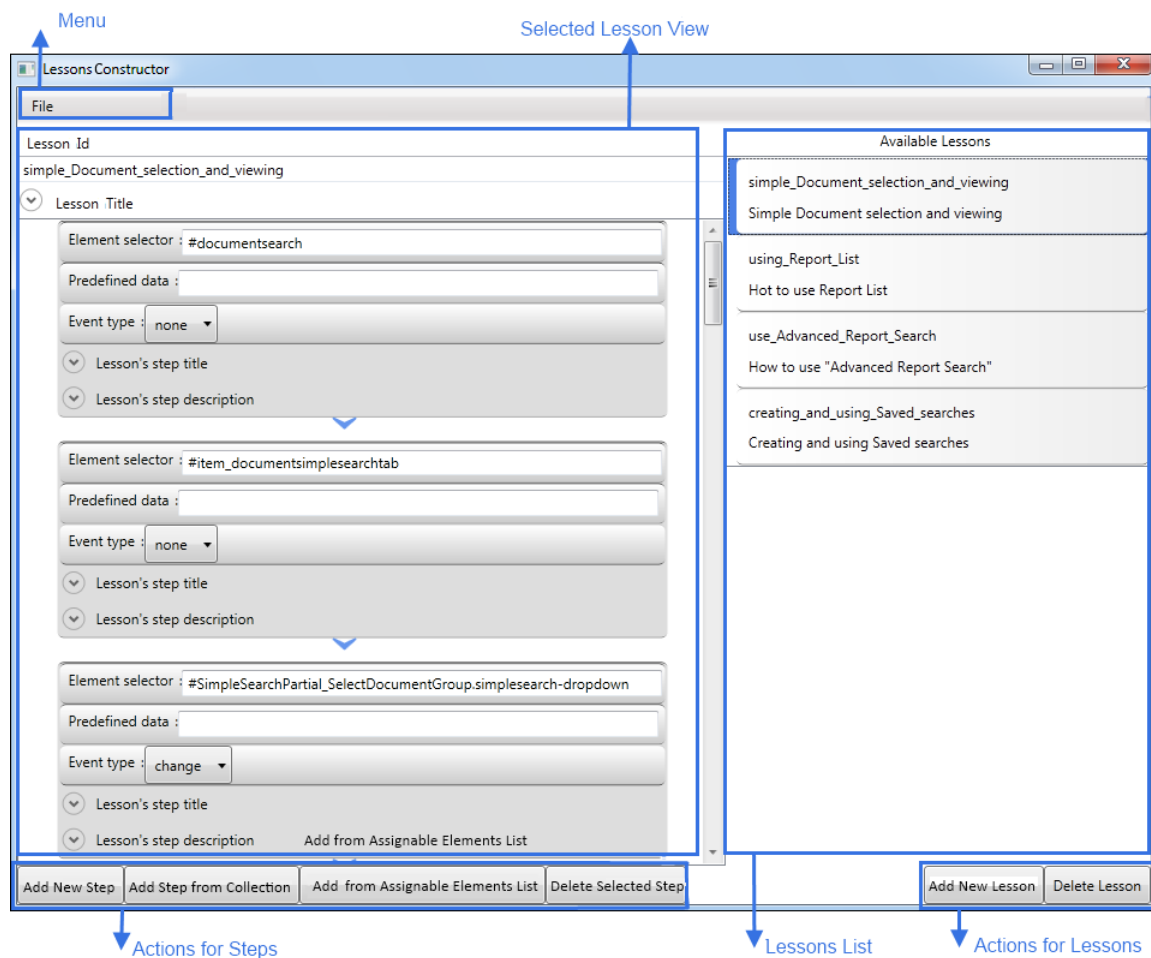 Menu
Selected Lesson View
Lessons Constructor
File
Lesson Id
simple_Document_selection_and_viewing
Lesson Title
Element selector : #documentsearch
Predefined data :
Event type : none
Lesson's step title
Lesson's step description
Element selector : #item_documentsimplesearchtab
Predefined data :
Event type : none
Lesson's step title
Lesson's step description
Element selector : #SimpleSearchPartial_SelectDocumentGroup.simplesearch-dropdown
Predefined data :
Event type : change
Lesson's step title
Lesson's step description Add from Assignable Elements List
Available Lessons
simple_Document_selection_and_viewing
Simple Document selection and viewing
using_Report_List
Hot to use Report List
use_Advanced_Report_Search
How to use "Advanced Report Search"
creating_and_using_Saved_searches
Creating and using Saved searches
Add New Step Add Step from Collection Add from Assignable Elements List Delete Selected Step
Add New Lesson Delete Lesson
Actions for Steps
Lessons List
Actions for Lessons